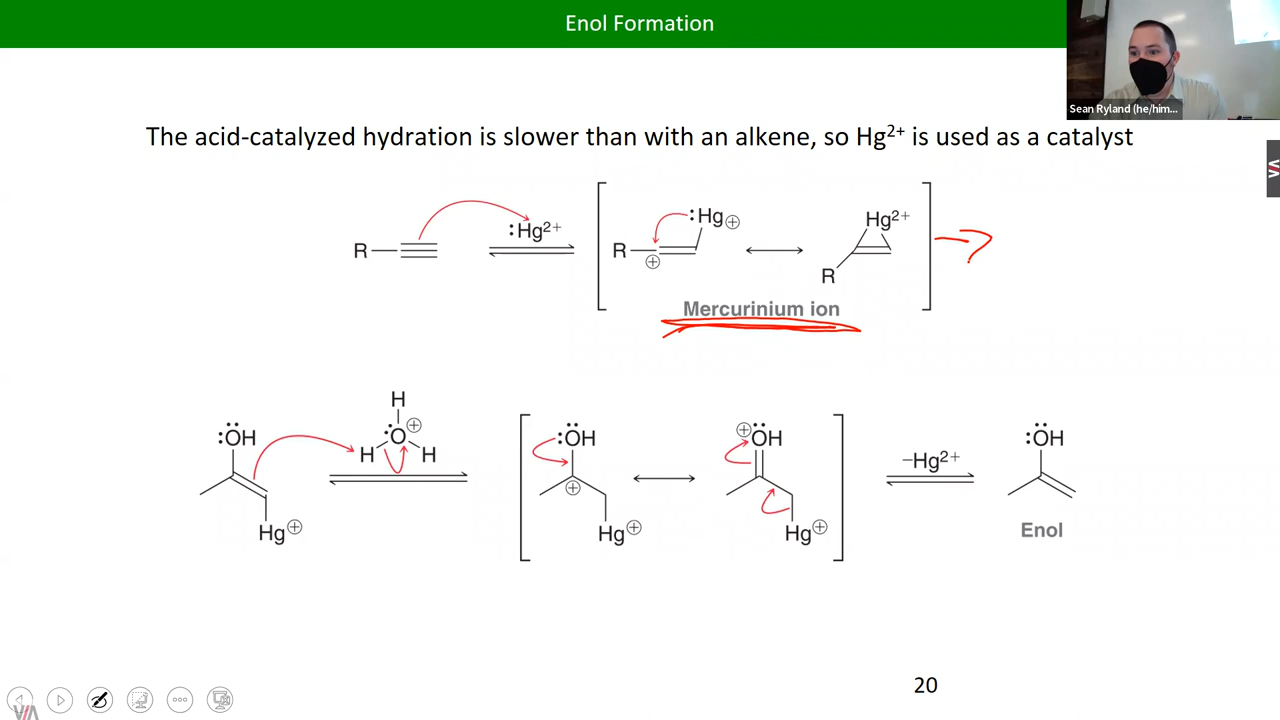 Enol Formation
Sean Ryland (he/him...
The acid-catalyzed hydration is slower than with an alkene, so Hg²⁺ is used as a catalyst
R
:Hg²⁺
R
⊕
:Hg⊕
Hg²⁺
R
Mercurinium ion
:ÖH
Hg⊕
H
:O⊕
H
H
:ÖH
⊕
Hg⊕
⊕ÖH
Hg⊕
−Hg²⁺
:ÖH
Enol
20